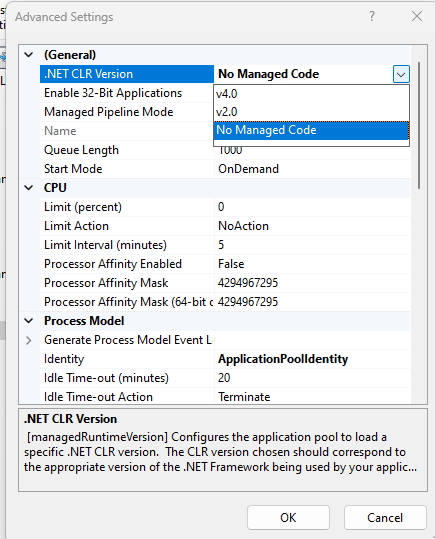 Advanced Settings
(General)
.NET CLR Version No Managed Code
Enable 32-Bit Applications v4.0
Managed Pipeline Mode v2.0
Name No Managed Code
Queue Length 1000
Start Mode OnDemand
CPU
Limit (percent) 0
Limit Action NoAction
Limit Interval (minutes) 5
Processor Affinity Enabled False
Processor Affinity Mask 4294967295
Processor Affinity Mask (64-bit o 4294967295
Process Model
Generate Process Model Event L
Identity ApplicationPoolIdentity
Idle Time-out (minutes) 20
Idle Time-out Action Terminate
.NET CLR Version
[managedRuntimeVersion] Configures the application pool to load a
specific .NET CLR version. The CLR version chosen should correspond to
the appropriate version of the .NET Framework being used by your applic...
OK Cancel